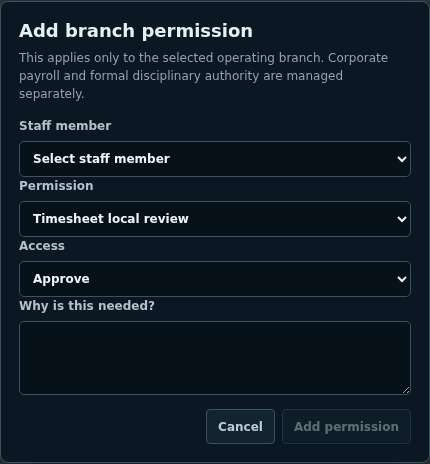 Add branch permission
This applies only to the selected operating branch. Corporate
payroll and formal disciplinary authority are managed
separately.
Staff member
Select staff member
Permission
Timesheet local review
Access
Approve
Why is this needed?
Cancel
Add permission